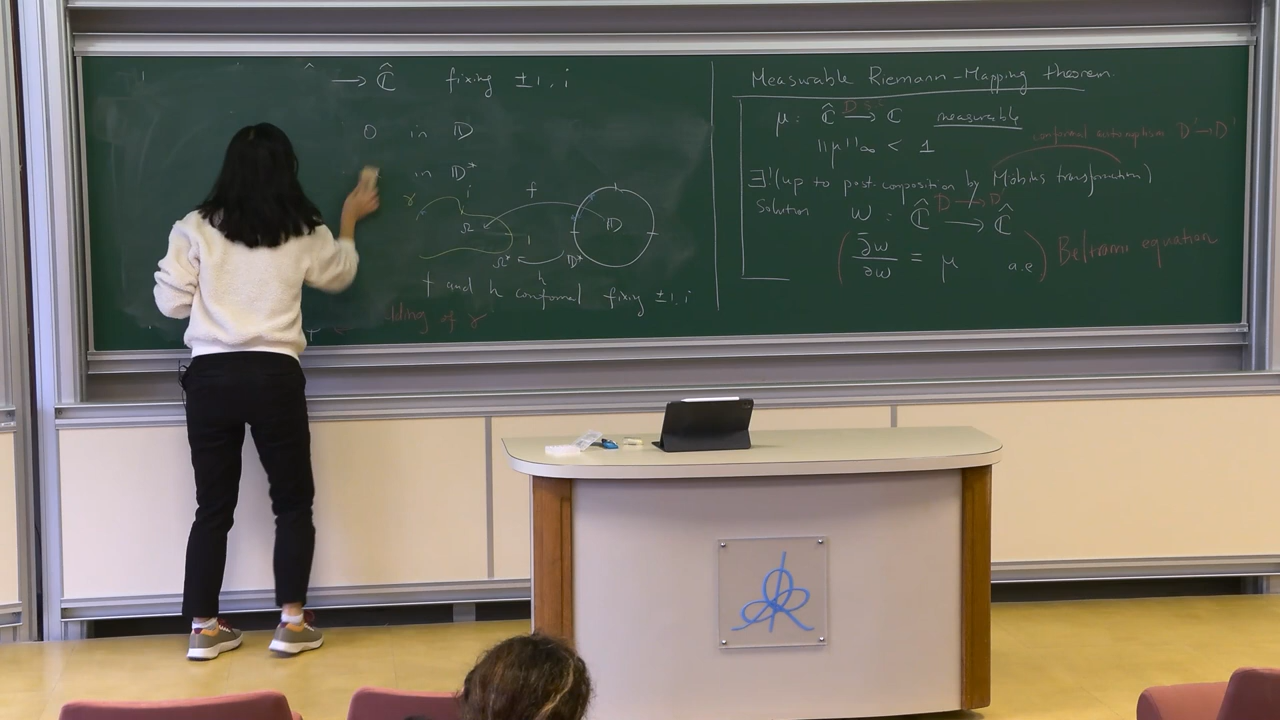 → Ĉ fixing ±1, i
0 in 𝔻
in 𝔻*
γ i f
Ω 𝔻
Ω* h 𝔻*
f and h conformal fixing ±1, i
lding of γ
Measurable Riemann-Mapping theorem.
μ: Ĉ → ℂ measurable
‖μ‖∞ < 1
conformal automorphism D'→D'
∃! (up to post-composition by Möbius transformation)
D → D
Solution w : Ĉ → Ĉ
( ∂̄w / ∂w = μ a.e ) Beltrami equation